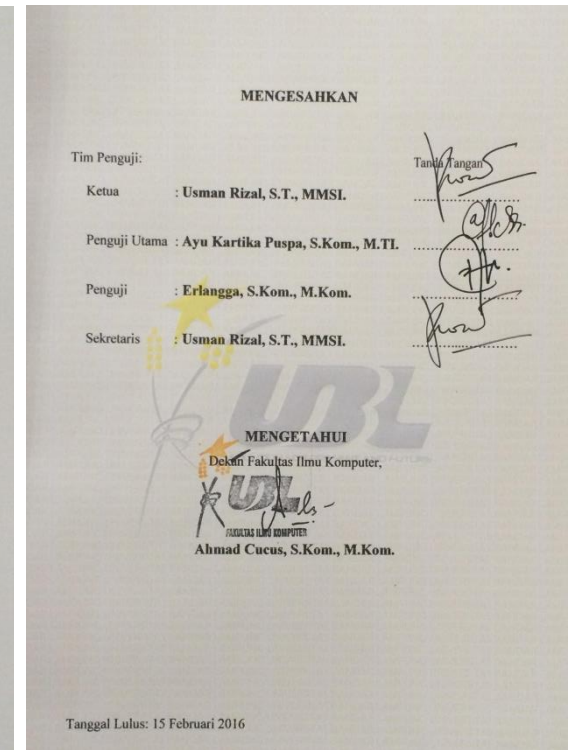 MENGESAHKAN
Tim Penguji:
Tanda Tangan
Ketua : Usman Rizal, S.T., MMSI.
Penguji Utama : Ayu Kartika Puspa, S.Kom., M.TI.
Penguji : Erlangga, S.Kom., M.Kom.
Sekretaris : Usman Rizal, S.T., MMSI.
UBL
MENGETAHUI
Dekan Fakultas Ilmu Komputer,
UBL
FAKULTAS ILMU KOMPUTER
Ahmad Cucus, S.Kom., M.Kom.
Tanggal Lulus: 15 Februari 2016